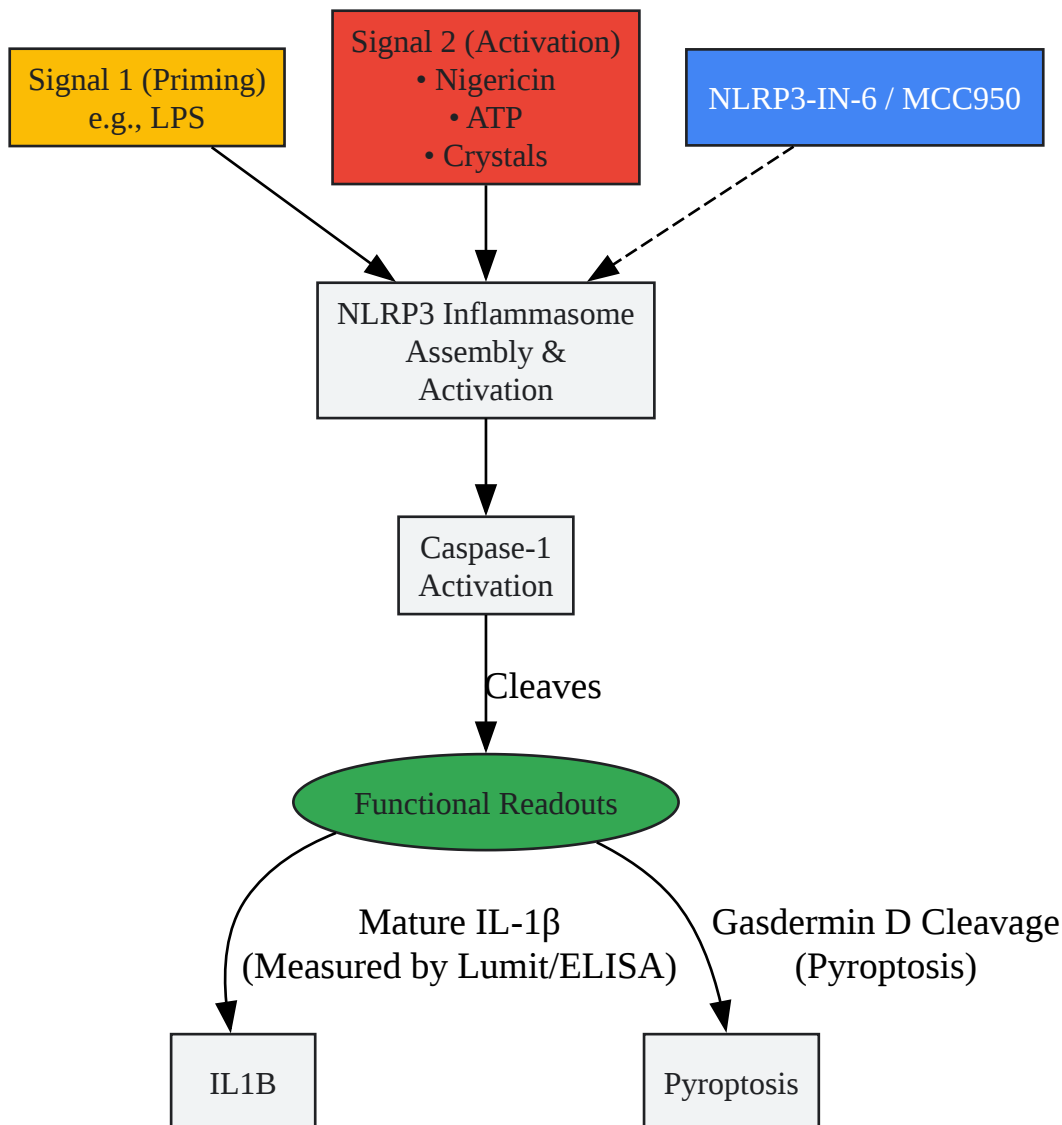 Signal 1 (Priming)
e.g., LPS
Signal 2 (Activation)
• Nigericin
• ATP
• Crystals
NLRP3-IN-6 / MCC950
NLRP3 Inflammasome
Assembly &
Activation
Caspase-1
Activation
Cleaves
Functional Readouts
Mature IL-1β
(Measured by Lumit/ELISA)
Gasdermin D Cleavage
(Pyroptosis)
IL1B
Pyroptosis